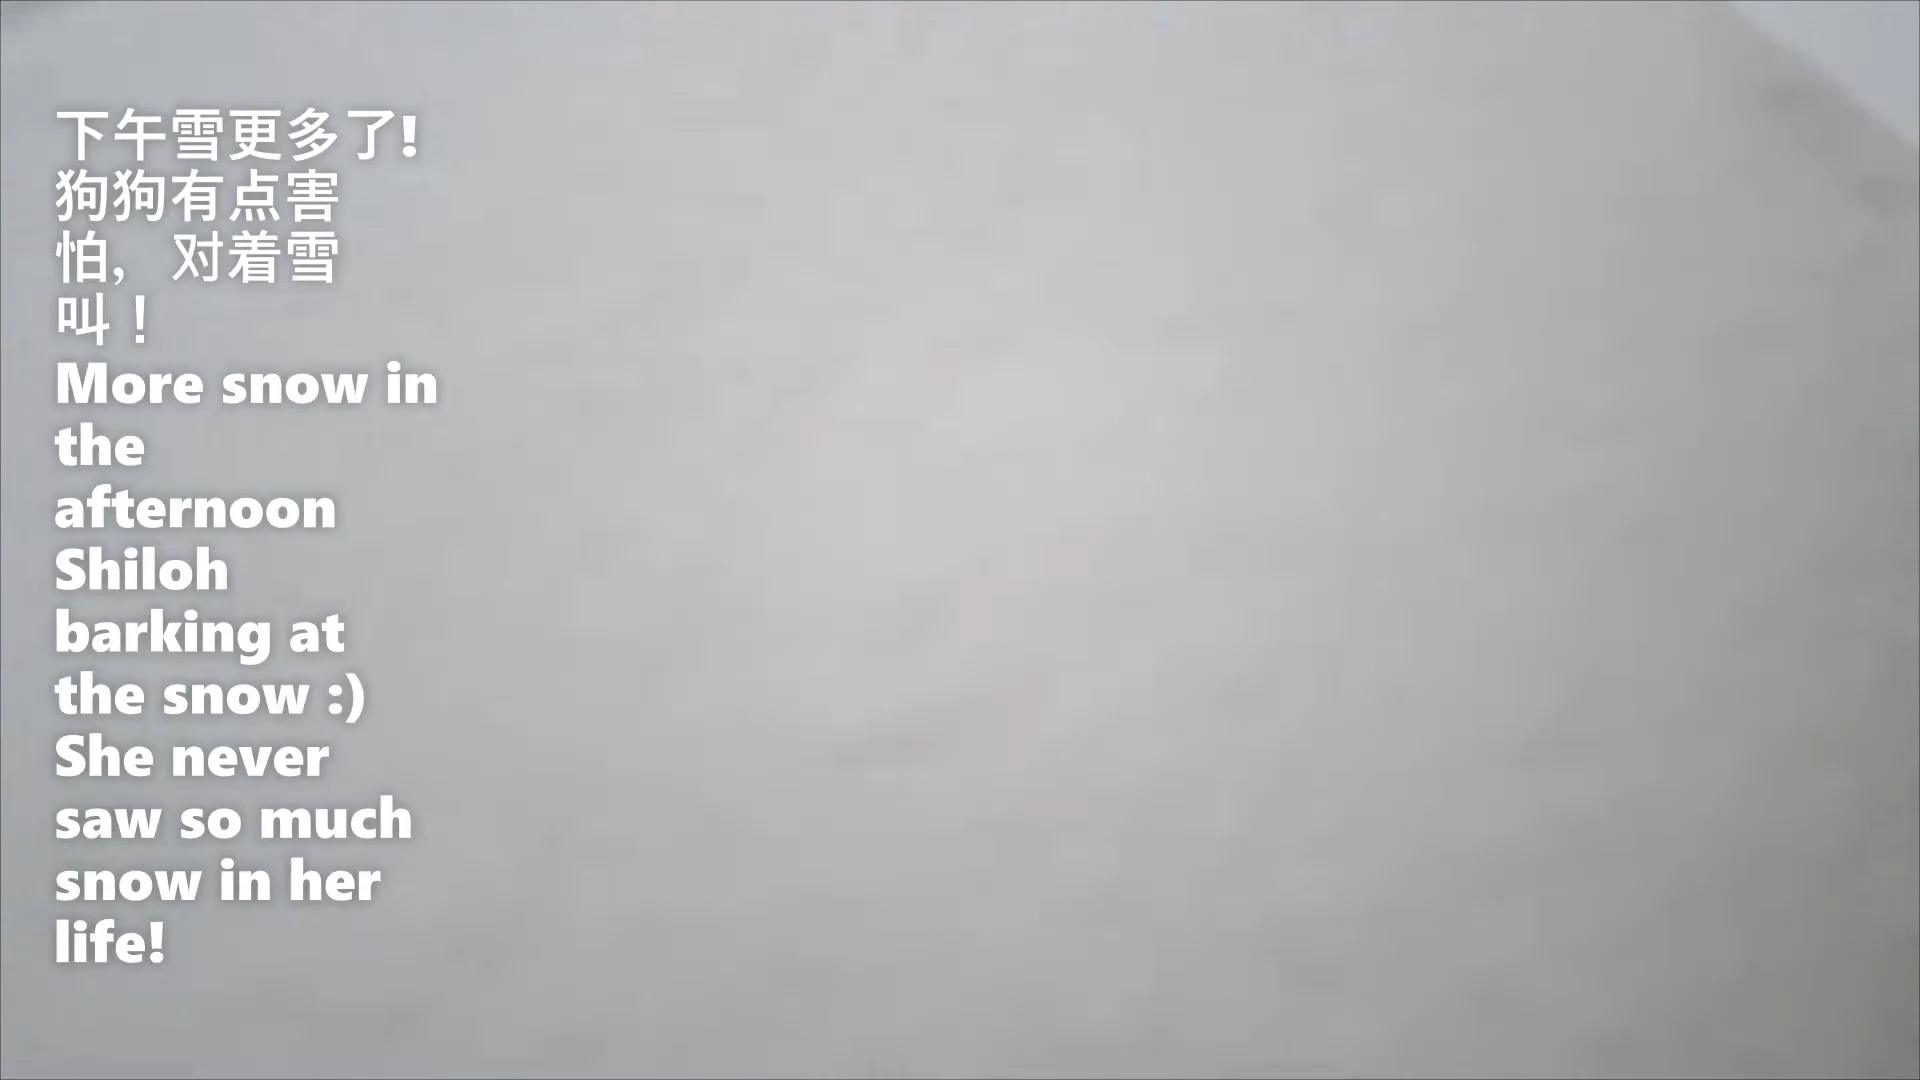 下午雪更多了!
狗狗有点害
怕，对着雪
叫！
More snow in
the
afternoon
Shiloh
barking at
the snow :)
She never
saw so much
snow in her
life!